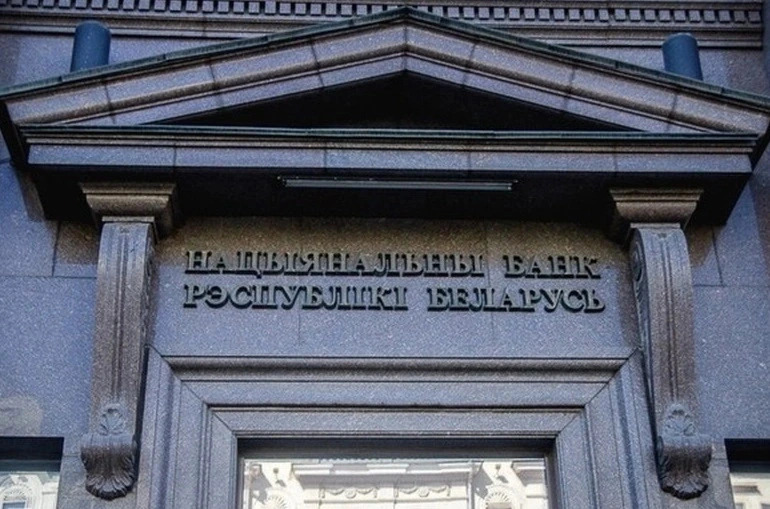 НАЦЫЯНАЛЬНЫ БАНК
РЭСПУБЛІКІ БЕЛАРУСЬ